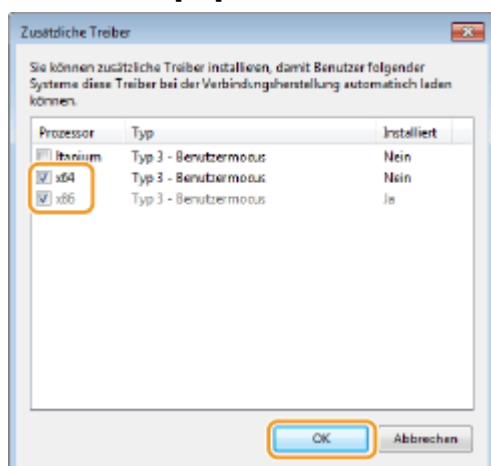 Zusätzliche Treiber
Sie können zusätzliche Treiber installieren, damit Benutzer folgender
Systeme diese Treiber bei der Verbindungsherstellung automatisch laden
können.
Prozessor Typ Installiert
Itanium Typ 3 - Benutzermodus Nein
x64 Typ 3 - Benutzermodus Nein
x86 Typ 3 - Benutzermodus Ja
OK Abbrechen